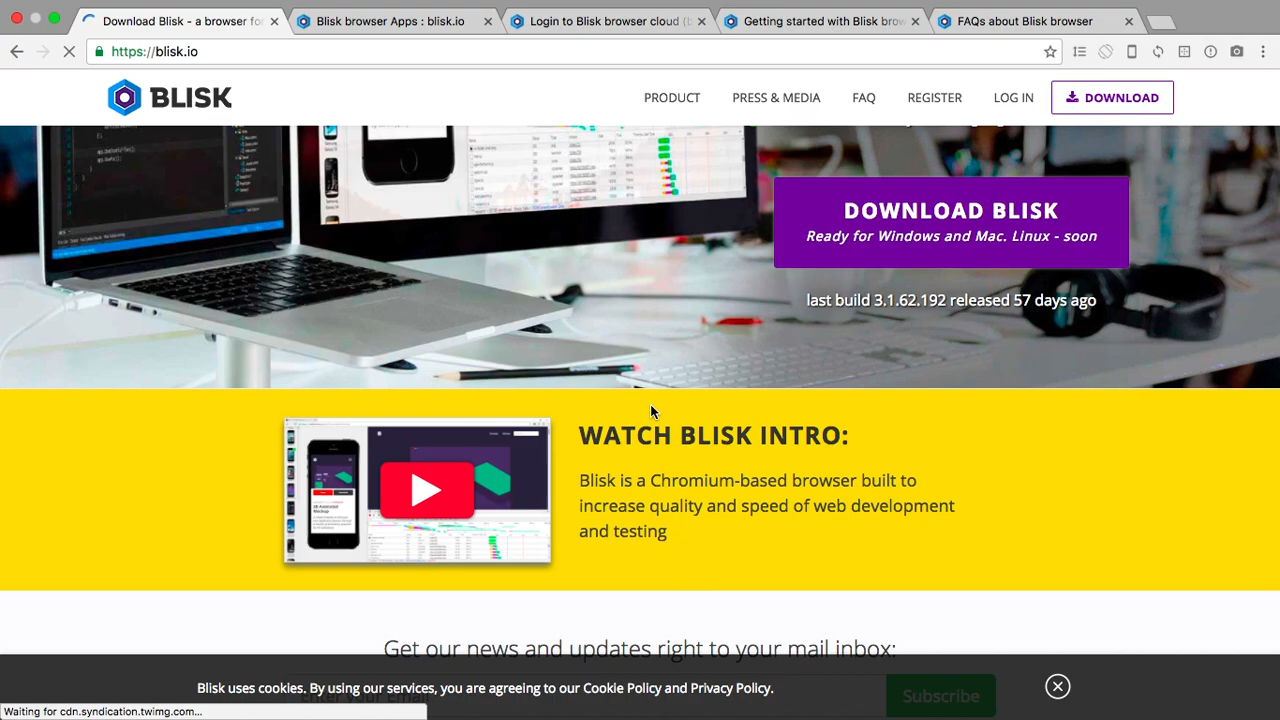 Download Blisk - a browser for
Blisk browser Apps : blisk.io
Login to Blisk browser cloud (b
Getting started with Blisk brow
FAQs about Blisk browser
https://blisk.io
BLISK
PRODUCT
PRESS & MEDIA
FAQ
REGISTER
LOG IN
DOWNLOAD
DOWNLOAD BLISK
Ready for Windows and Mac. Linux - soon
last build 3.1.62.192 released 57 days ago
WATCH BLISK INTRO:
Blisk is a Chromium-based browser built to
increase quality and speed of web development
and testing
Get our news and updates right to your mail inbox:
Blisk uses cookies. By using our services, you are agreeing to our Cookie Policy and Privacy Policy.
Subscribe
Waiting for cdn.syndication.twimg.com...